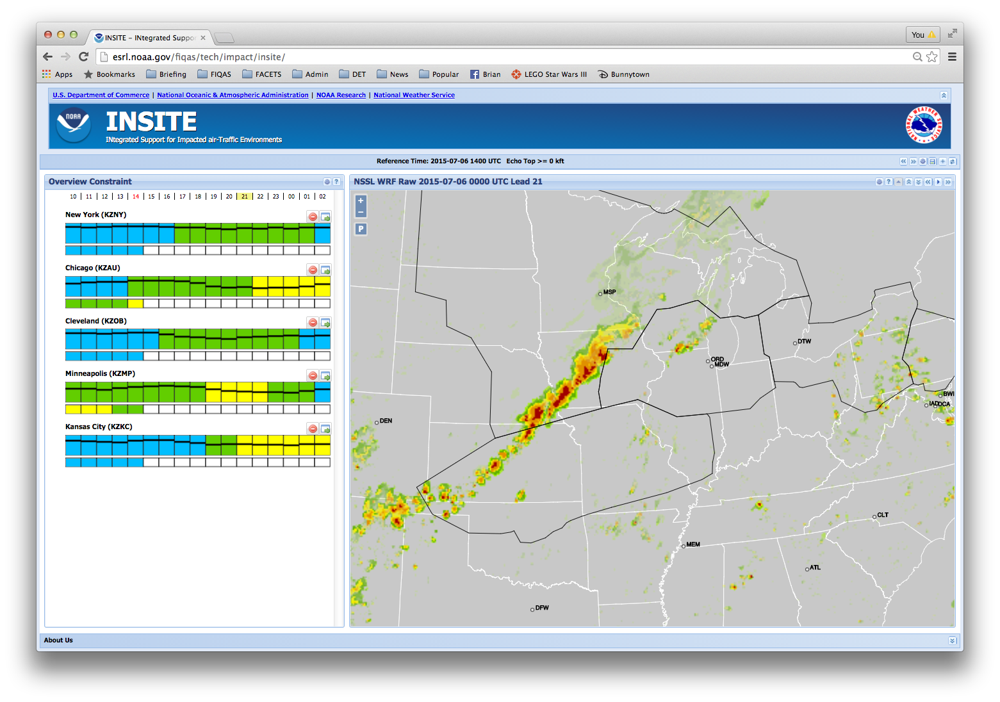 INSITE – INtegrated Suppo
You
esrl.noaa.gov/fiqas/tech/impact/insite/
Apps Bookmarks Briefing FIQAS FACETS Admin DET News Popular Brian LEGO Star Wars III Bunnytown
U.S. Department of Commerce | National Oceanic & Atmospheric Administration | NOAA Research | National Weather Service
NOAA
INSITE
INtegrated Support for Impacted air-Traffic Environments
NATIONAL WEATHER SERVICE
Reference Time: 2015-07-06 1400 UTC Echo Top >= 0 kft
Overview Constraint
10 11 12 13 14 15 16 17 18 19 20 21 22 23 00 01 02
New York (KZNY)
Chicago (KZAU)
Cleveland (KZOB)
Minneapolis (KZMP)
Kansas City (KZKC)
NSSL WRF Raw 2015-07-06 0000 UTC Lead 21
+
−
P
MSP
DTW
ORD
MDW
BWI
IAD
DCA
DEN
CLT
MEM
ATL
DFW
About Us